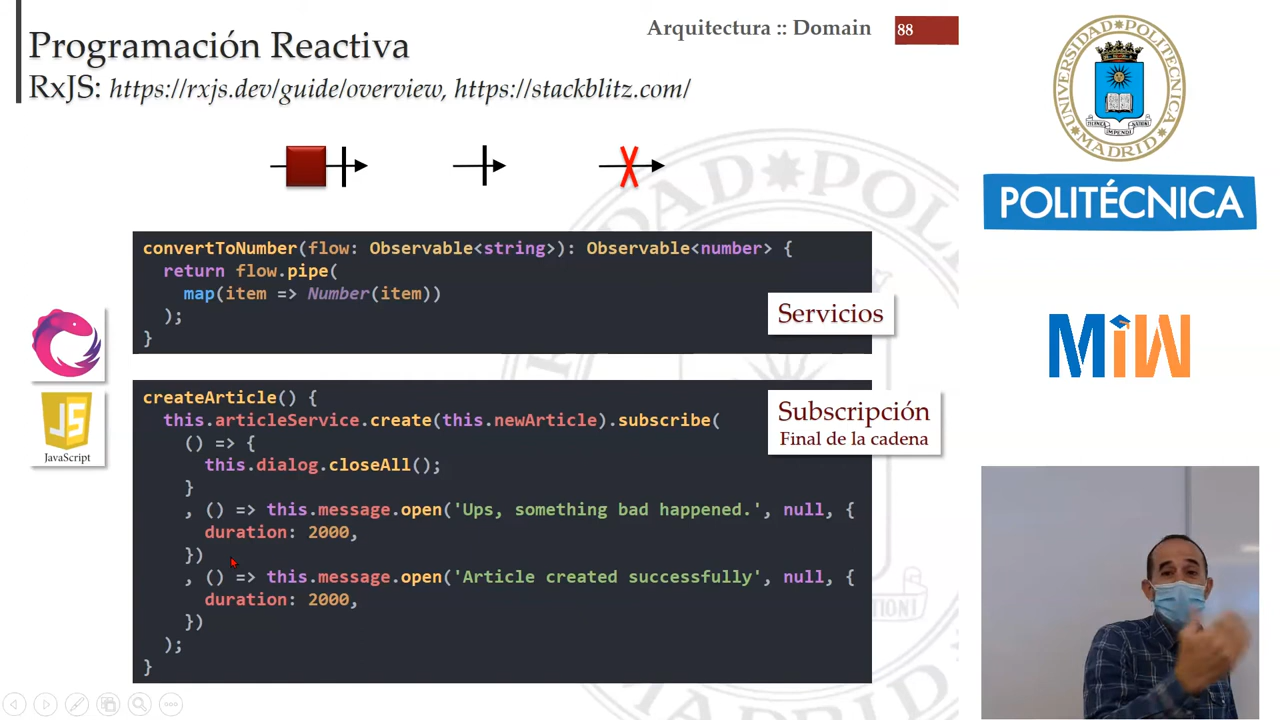 Programación Reactiva
RxJS: https://rxjs.dev/guide/overview, https://stackblitz.com/
Arquitectura :: Domain
88
convertToNumber(flow: Observable<string>): Observable<number> {
return flow.pipe(
map(item => Number(item))
);
}
Servicios
JS
JavaScript
createArticle() {
this.articleService.create(this.newArticle).subscribe(
() => {
this.dialog.closeAll();
}
, () => this.message.open('Ups, something bad happened.', null, {
duration: 2000,
})
, () => this.message.open('Article created successfully', null, {
duration: 2000,
})
);
}
Subscripción
Final de la cadena
UNIVERSIDAD POLITÉCNICA
MADRID
POLITÉCNICA
MiW